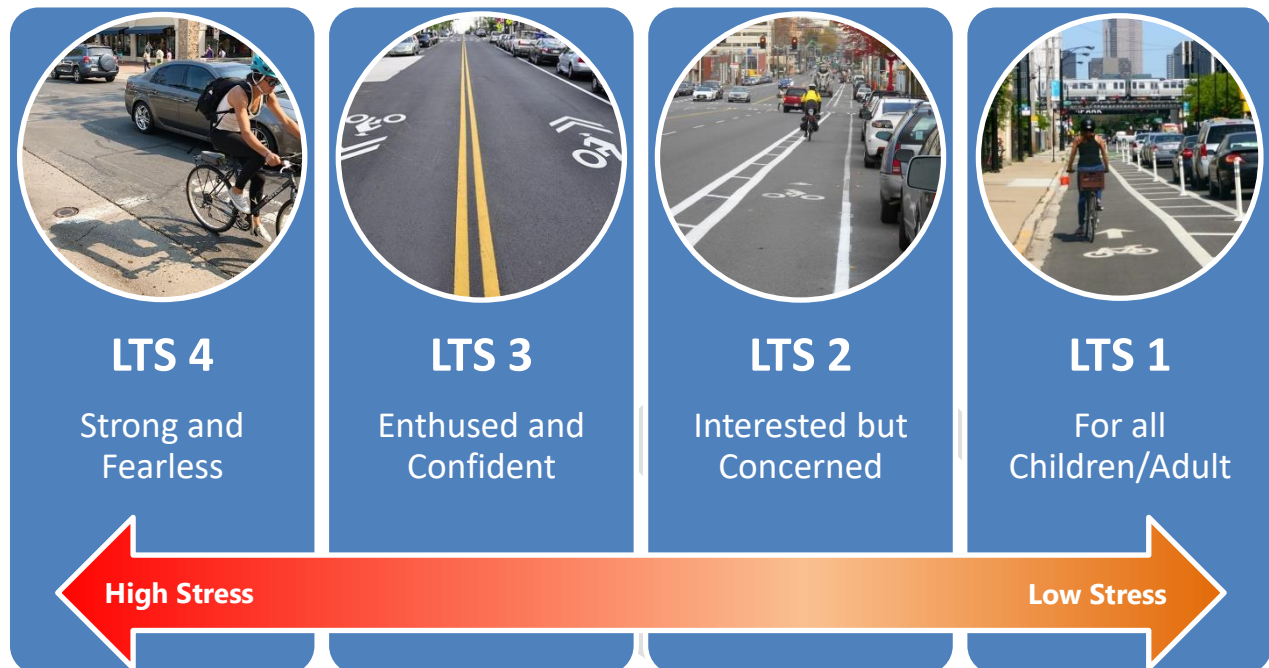 LTS 4
Strong and
Fearless
LTS 3
Enthused and
Confident
LTS 2
Interested but
Concerned
LTS 1
For all
Children/Adult
High Stress
Low Stress